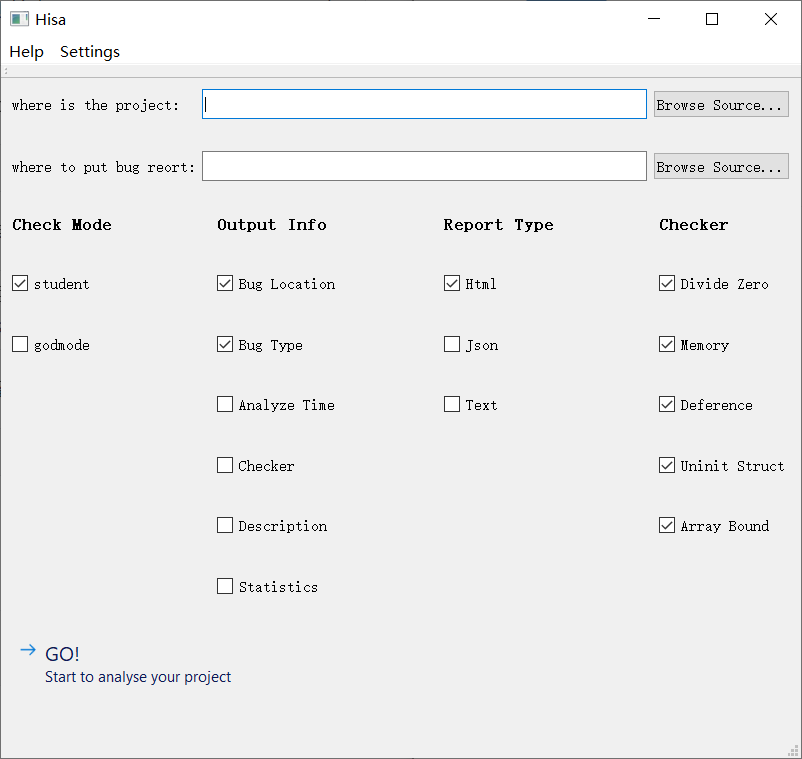 Hisa
Help Settings
where is the project: Browse Source...
where to put bug reort: Browse Source...
Check Mode Output Info Report Type Checker
student Bug Location Html Divide Zero
godmode Bug Type Json Memory
Analyze Time Text Deference
Checker Uninit Struct
Description Array Bound
Statistics
GO!
Start to analyse your project